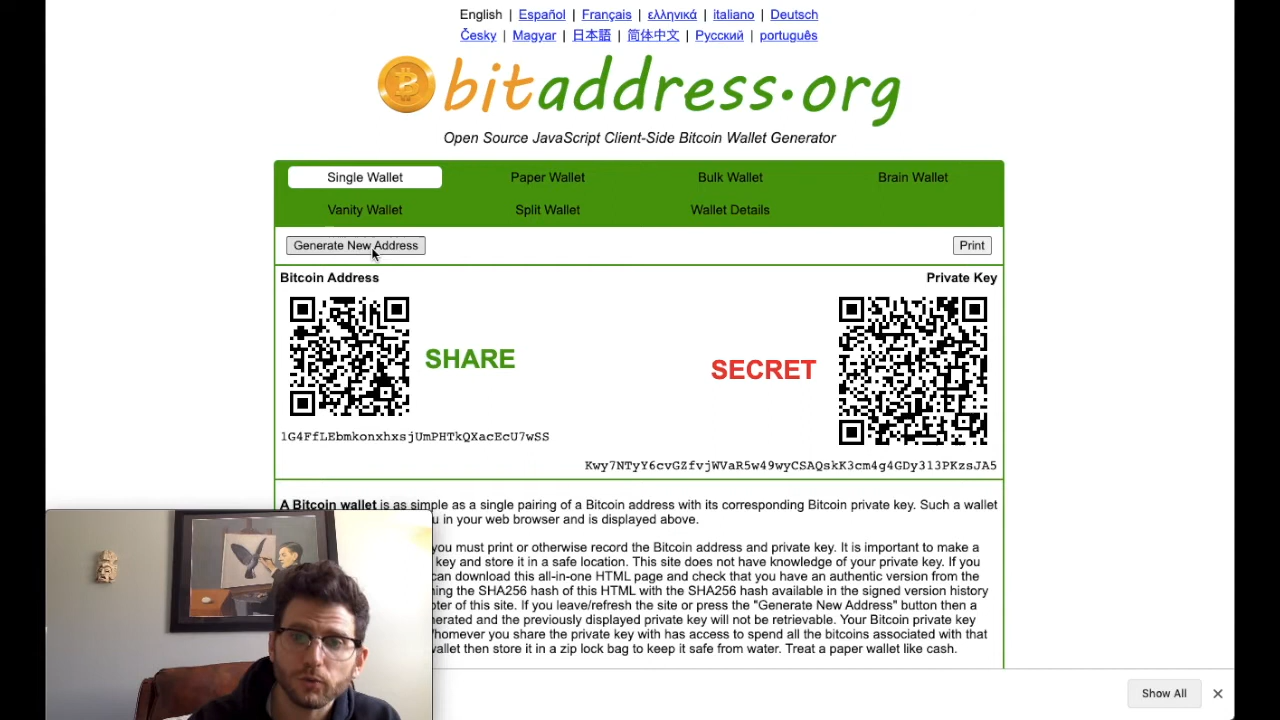 English | Español | Français | ελληνικά | italiano | Deutsch
Česky | Magyar | 日本語 | 简体中文 | Русский | português
bitaddress.org
Open Source JavaScript Client-Side Bitcoin Wallet Generator
Single Wallet Paper Wallet Bulk Wallet Brain Wallet
Vanity Wallet Split Wallet Wallet Details
Generate New Address Print
Bitcoin Address Private Key
SHARE
SECRET
1G4FfLEbmkonxhxsjUmPHTkQXacEcU7wSS
Kwy7NTyY6cvGZfvjWVaR5w49wyCSAQskK3cm4g4GDy313PKzsJA5
A Bitcoin wallet is as simple as a single pairing of a Bitcoin address with its corresponding Bitcoin private key. Such a wallet
u in your web browser and is displayed above.
you must print or otherwise record the Bitcoin address and private key. It is important to make a
key and store it in a safe location. This site does not have knowledge of your private key. If you
can download this all-in-one HTML page and check that you have an authentic version from the
ning the SHA256 hash of this HTML with the SHA256 hash available in the signed version history
oter of this site. If you leave/refresh the site or press the "Generate New Address" button then a
nerated and the previously displayed private key will not be retrievable. Your Bitcoin private key
Vhomever you share the private key with has access to spend all the bitcoins associated with that
vallet then store it in a zip lock bag to keep it safe from water. Treat a paper wallet like cash.
Show All